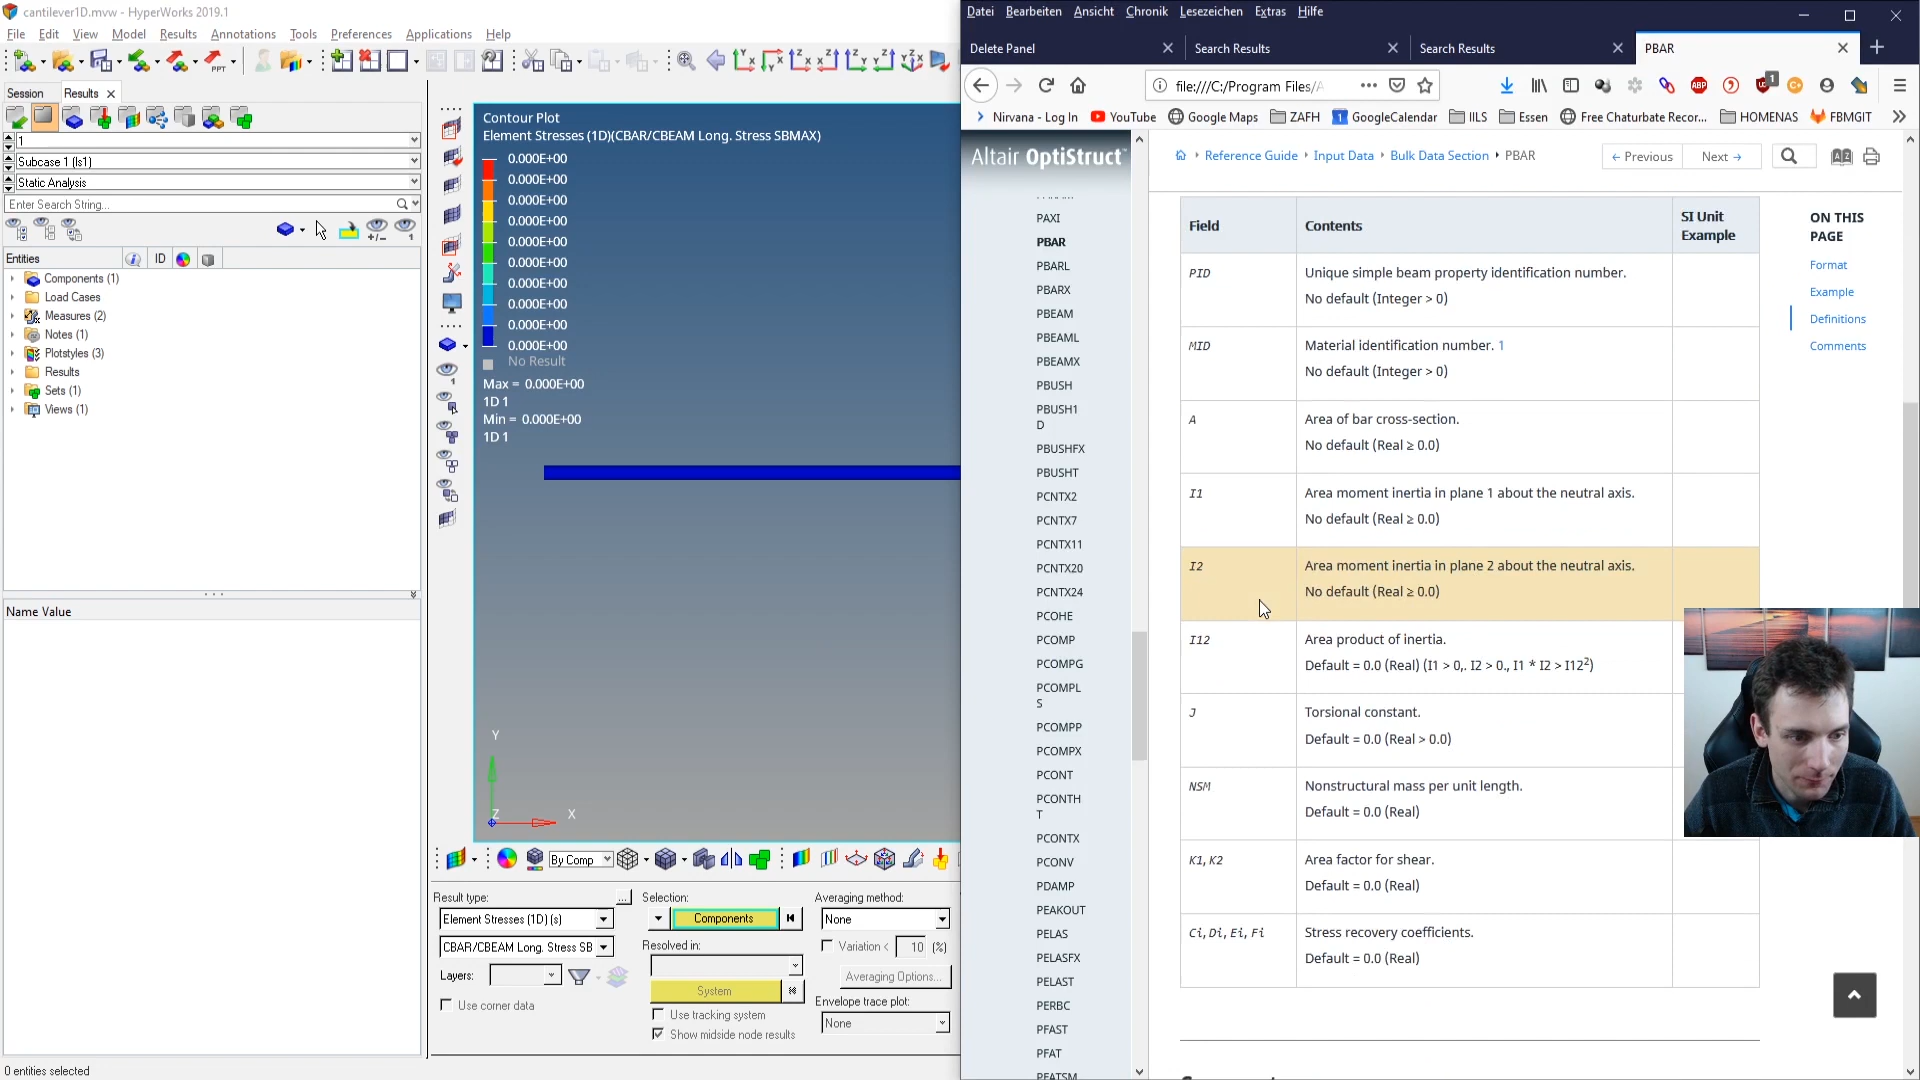 cantilever1D.mvw - HyperWorks 2019.1
File Edit View Model Results Annotations Tools Preferences Applications Help
Session Results
1
Subcase 1 (ls1)
Static Analysis
Enter Search String...
Entities ID
Components (1)
Load Cases
Measures (2)
Notes (1)
Plotstyles (3)
Results
Sets (1)
Views (1)
Name Value
0 entities selected
Contour Plot
Element Stresses (1D)(CBAR/CBEAM Long. Stress SBMAX)
0.000E+00
0.000E+00
0.000E+00
0.000E+00
0.000E+00
0.000E+00
0.000E+00
0.000E+00
0.000E+00
0.000E+00
No Result
Max = 0.000E+00
1D 1
Min = 0.000E+00
1D 1
Y
Z
X
By Comp
Result type:
Element Stresses (1D) (s)
CBAR/CBEAM Long. Stress SB
Layers:
Use corner data
Selection:
Components
Resolved in:
System
Use tracking system
Show midside node results
Averaging method:
None
Variation < 10 (%)
Averaging Options...
Envelope trace plot:
None
Datei Bearbeiten Ansicht Chronik Lesezeichen Extras Hilfe
Delete Panel
Search Results
Search Results
PBAR
file:///C:/Program Files/A
Nirvana - Log In YouTube Google Maps ZAFH GoogleCalendar IILS Essen Free Chaturbate Recor... HOMENAS FBMGIT
Altair OptiStruct™
Reference Guide Input Data Bulk Data Section PBAR
← Previous Next →
PAXI
PBAR
PBARL
PBARX
PBEAM
PBEAML
PBEAMX
PBUSH
PBUSH1
D
PBUSHFX
PBUSHT
PCNTX2
PCNTX7
PCNTX11
PCNTX20
PCNTX24
PCOHE
PCOMP
PCOMPG
PCOMPL
S
PCOMPP
PCOMPX
PCONT
PCONTH
T
PCONTX
PCONV
PDAMP
PEAKOUT
PELAS
PELASFX
PELAST
PERBC
PFAST
PFAT
PFATSM
Field Contents SI Unit
Example
PID Unique simple beam property identification number.
No default (Integer > 0)
MID Material identification number. 1
No default (Integer > 0)
A Area of bar cross-section.
No default (Real ≥ 0.0)
I1 Area moment inertia in plane 1 about the neutral axis.
No default (Real ≥ 0.0)
I2 Area moment inertia in plane 2 about the neutral axis.
No default (Real ≥ 0.0)
I12 Area product of inertia.
Default = 0.0 (Real) (I1 > 0,. I2 > 0., I1 * I2 > I12²)
J Torsional constant.
Default = 0.0 (Real > 0.0)
NSM Nonstructural mass per unit length.
Default = 0.0 (Real)
K1, K2 Area factor for shear.
Default = 0.0 (Real)
Ci, Di, Ei, Fi Stress recovery coefficients.
Default = 0.0 (Real)
ON THIS
PAGE
Format
Example
Definitions
Comments